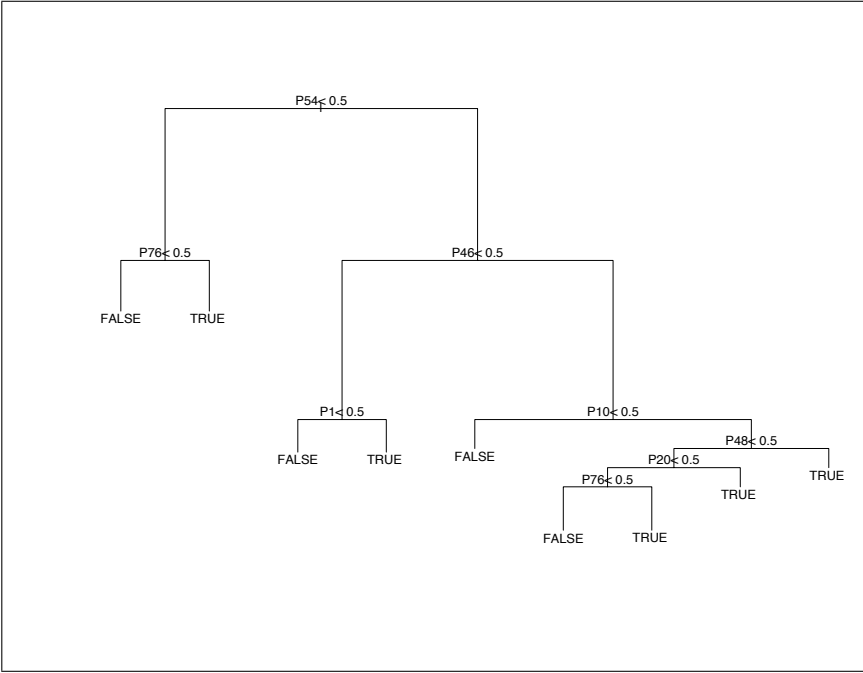 P54< 0.5
P76< 0.5
P46< 0.5
FALSE
TRUE
P1< 0.5
P10< 0.5
FALSE
TRUE
FALSE
P48< 0.5
P20< 0.5
TRUE
P76< 0.5
TRUE
FALSE
TRUE